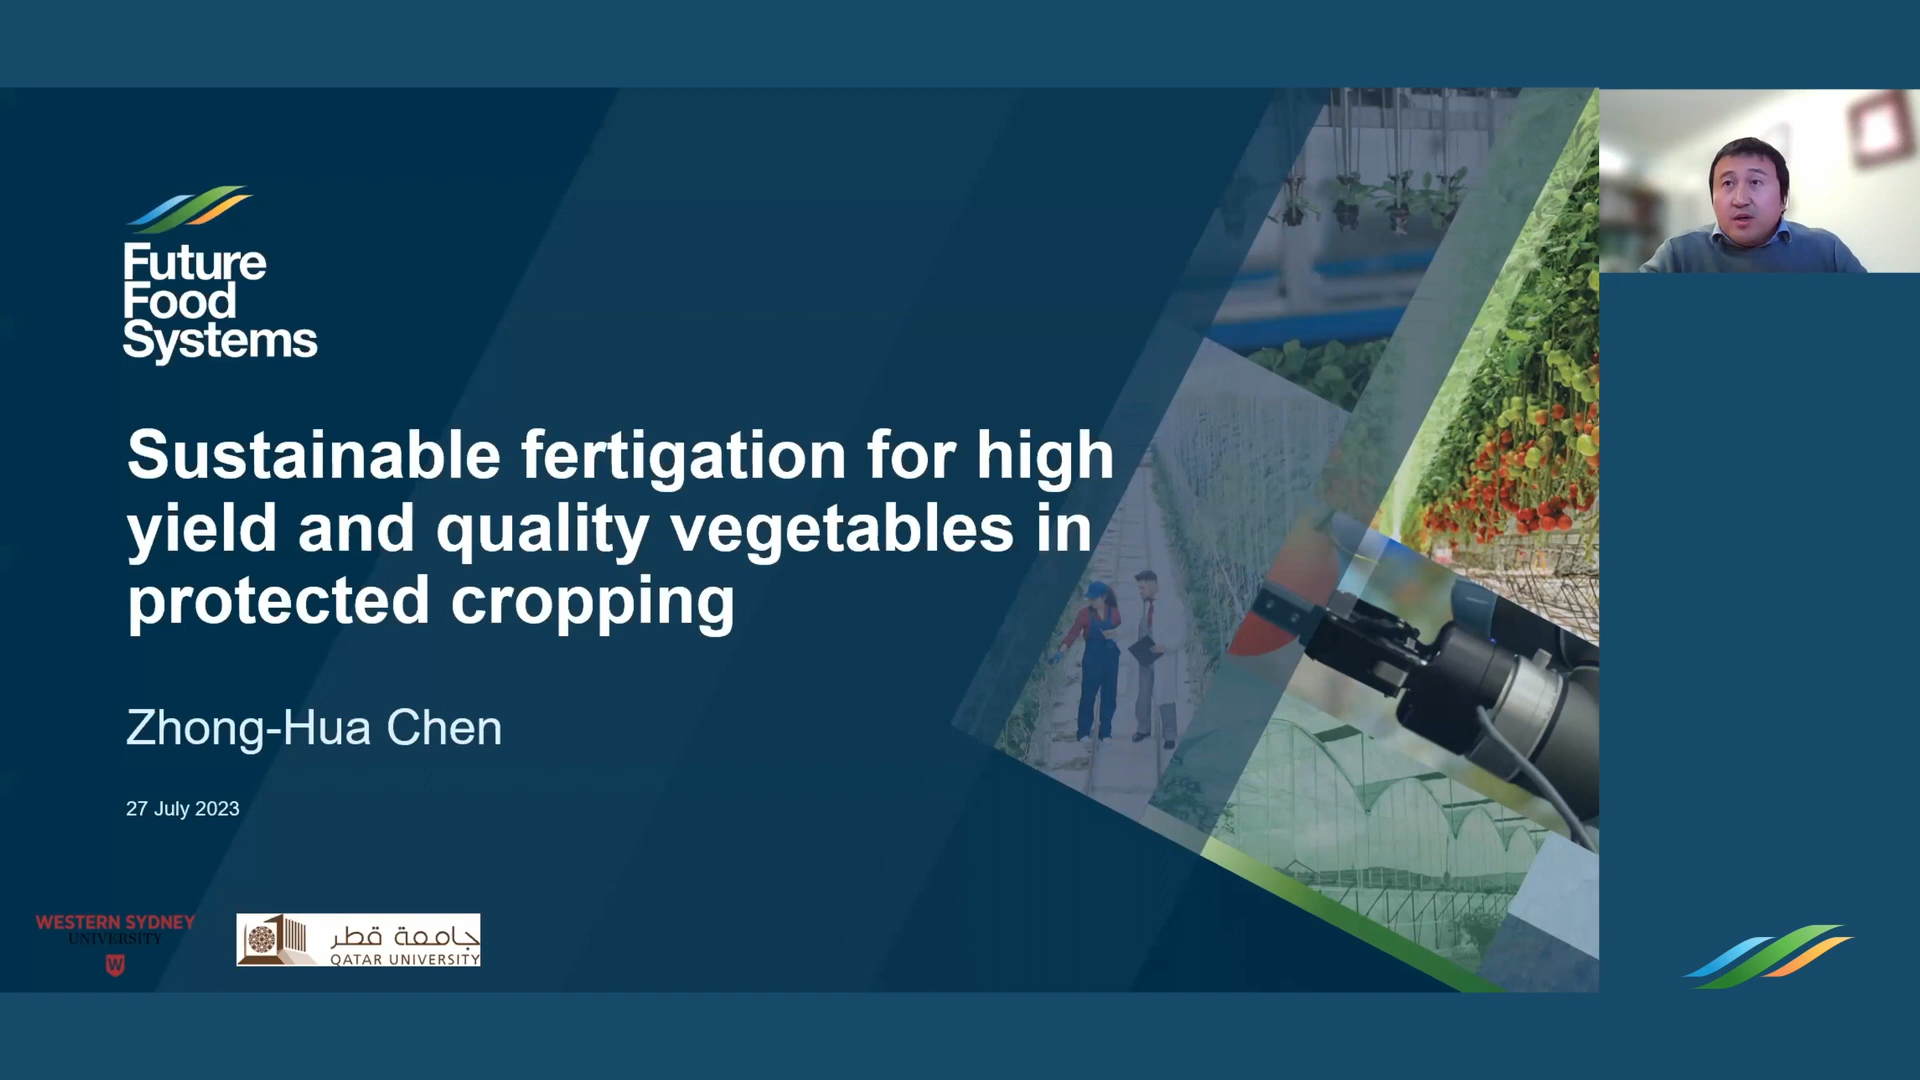 Future
Food
Systems
Sustainable fertigation for high
yield and quality vegetables in
protected cropping
Zhong-Hua Chen
27 July 2023
WESTERN SYDNEY
UNIVERSITY
W
جامعة قطر
QATAR UNIVERSITY